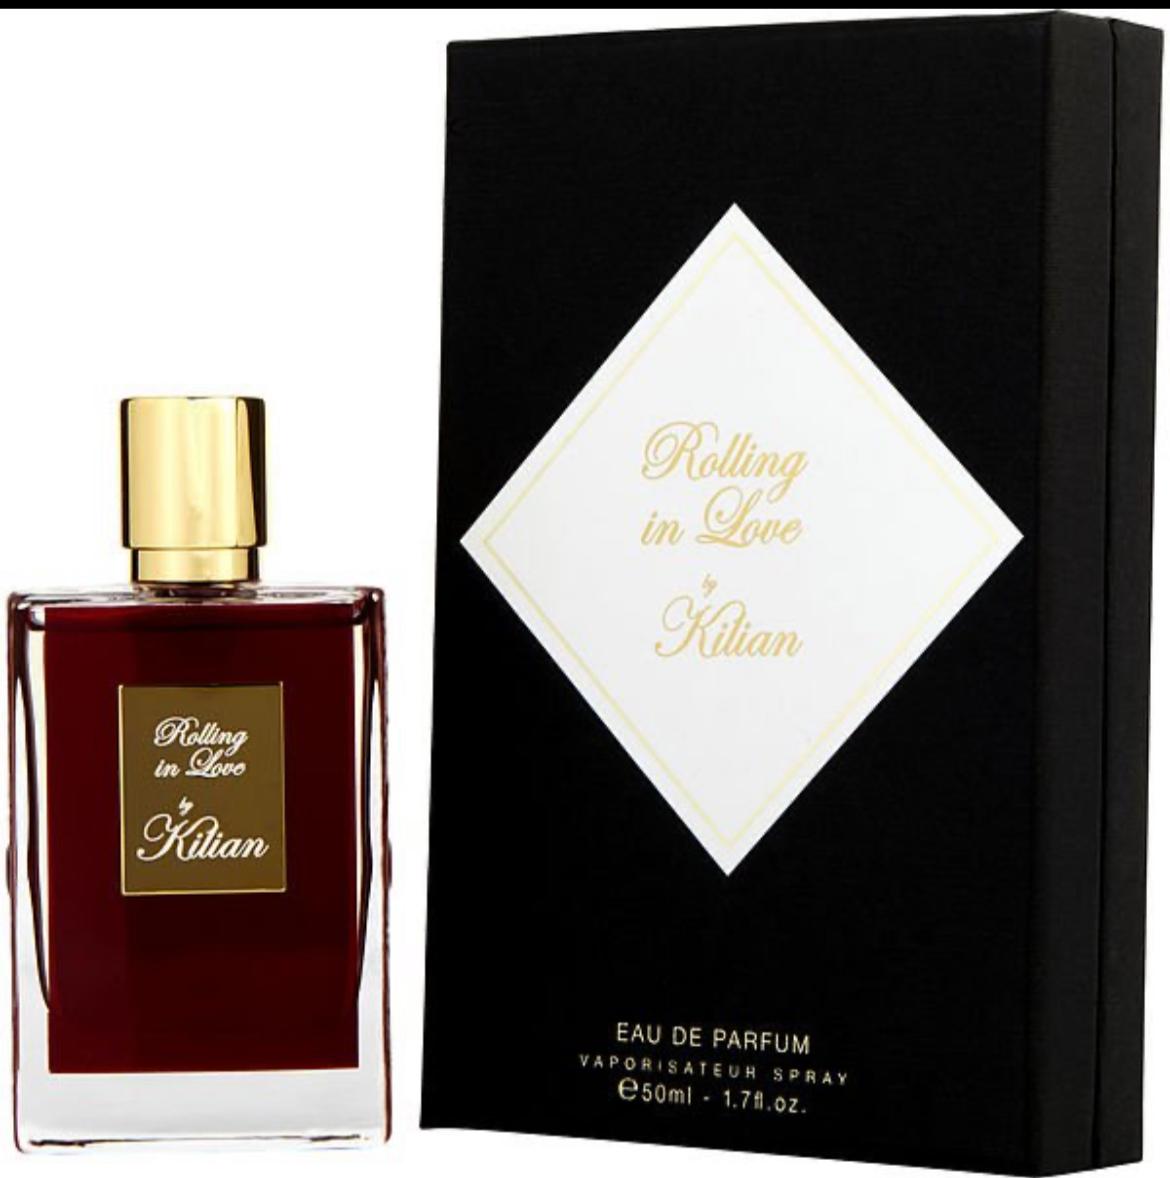 Rolling
in Love
by
Kilian
Rolling
in Love
by
Kilian
EAU DE PARFUM
VAPORISATEUR SPRAY
℮50ml - 1.7fl.oz.